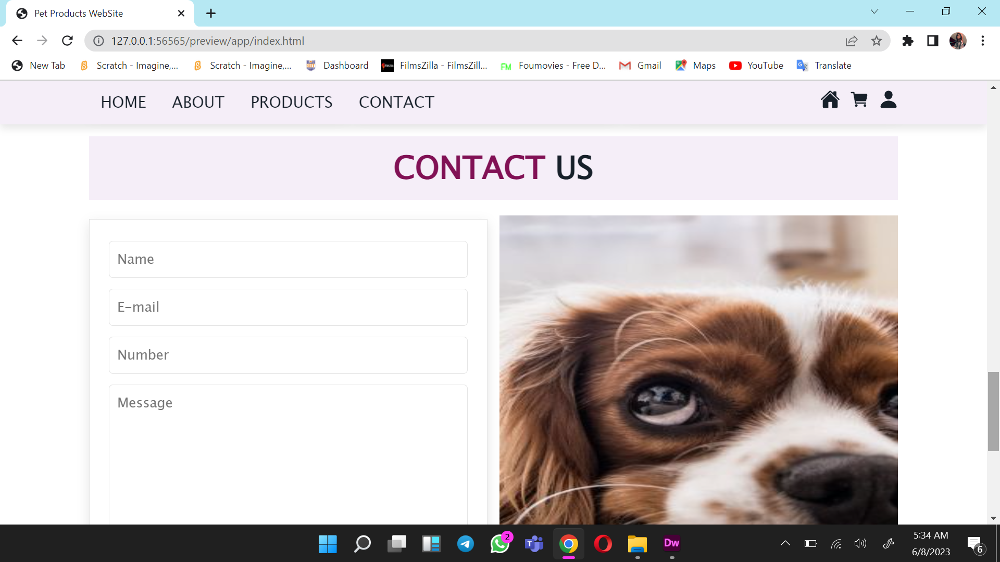 Pet Products WebSite
127.0.0.1:56565/preview/app/index.html
New Tab Scratch - Imagine,... Scratch - Imagine,... Dashboard FilmsZilla - FilmsZill... FM Foumovies - Free D... Gmail Maps YouTube Translate
HOME ABOUT PRODUCTS CONTACT
CONTACT US
Name
E-mail
Number
Message
2
T
Dw
5:34 AM
6/8/2023
6